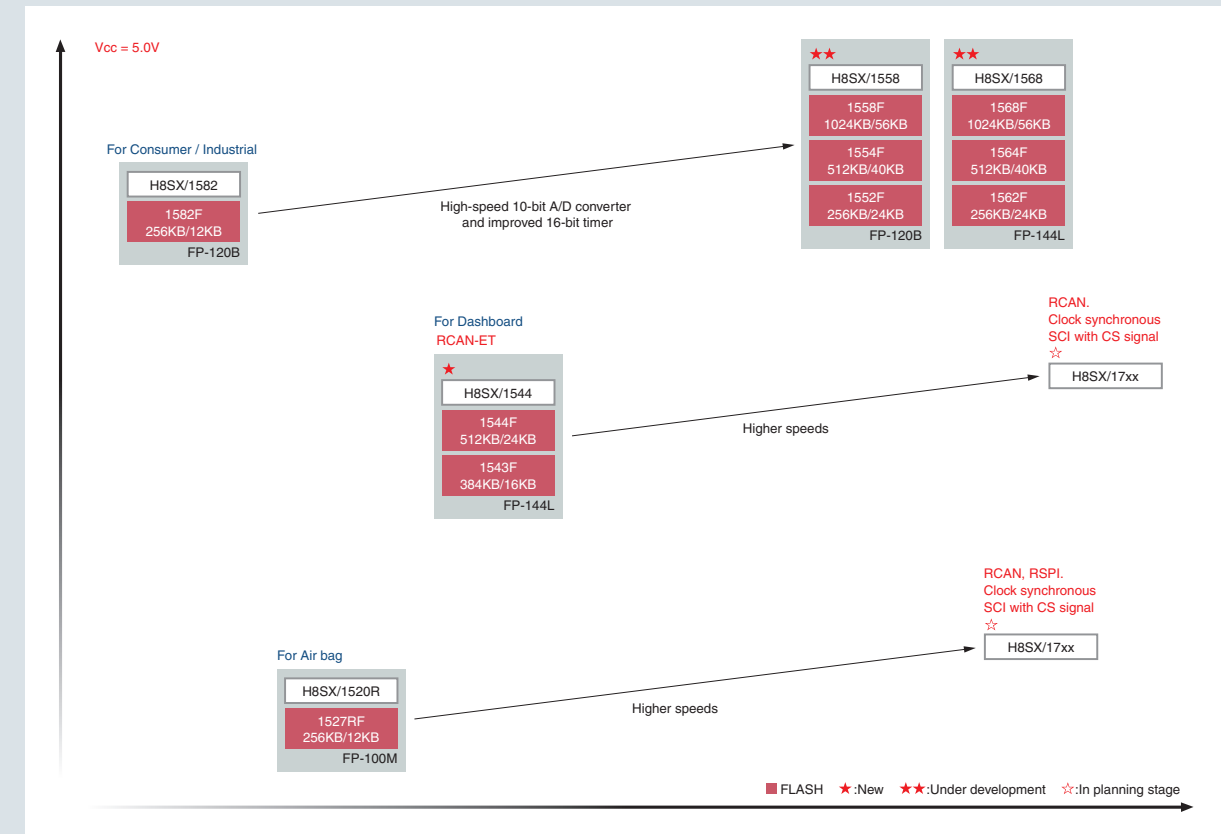 Vcc = 5.0V
For Consumer / Industrial
H8SX/1582
1582F
256KB/12KB
FP-120B
High-speed 10-bit A/D converter
and improved 16-bit timer
★★
H8SX/1558
1558F
1024KB/56KB
1554F
512KB/40KB
1552F
256KB/24KB
FP-120B
★★
H8SX/1568
1568F
1024KB/56KB
1564F
512KB/40KB
1562F
256KB/24KB
FP-144L
For Dashboard
RCAN-ET
★
H8SX/1544
1544F
512KB/24KB
1543F
384KB/16KB
FP-144L
Higher speeds
RCAN.
Clock synchronous
SCI with CS signal
☆
H8SX/17xx
For Air bag
H8SX/1520R
1527RF
256KB/12KB
FP-100M
Higher speeds
RCAN, RSPI.
Clock synchronous
SCI with CS signal
☆
H8SX/17xx
FLASH ★:New ★★:Under development ☆:In planning stage